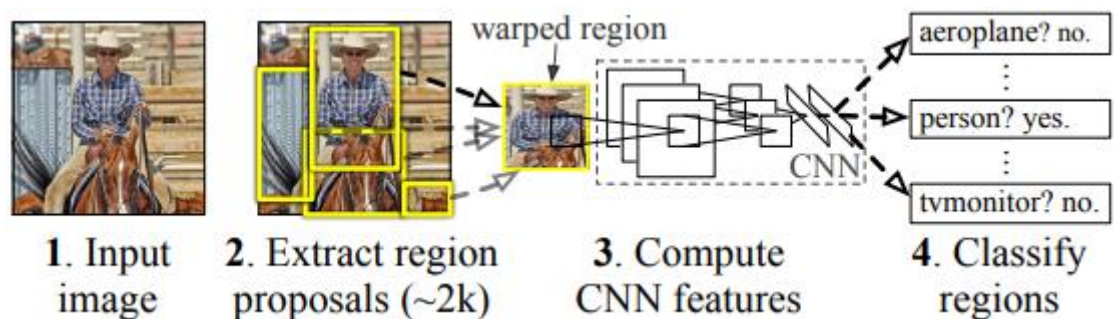 warped region
aeroplane? no.
person? yes.
tvmonitor? no.
CNN
1. Input
image
2. Extract region
proposals (~2k)
3. Compute
CNN features
4. Classify
regions